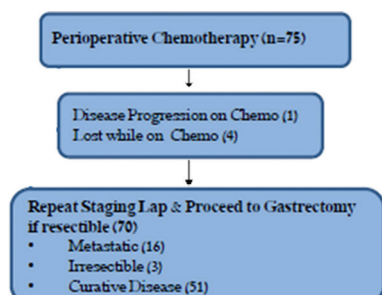 Perioperative Chemotherapy (n=75)
Disease Progression on Chemo (1)
Lost while on Chemo (4)
Repeat Staging Lap & Proceed to Gastrectomy
if resectible (70)
• Metastatic (16)
• Irresectible (3)
• Curative Disease (51)